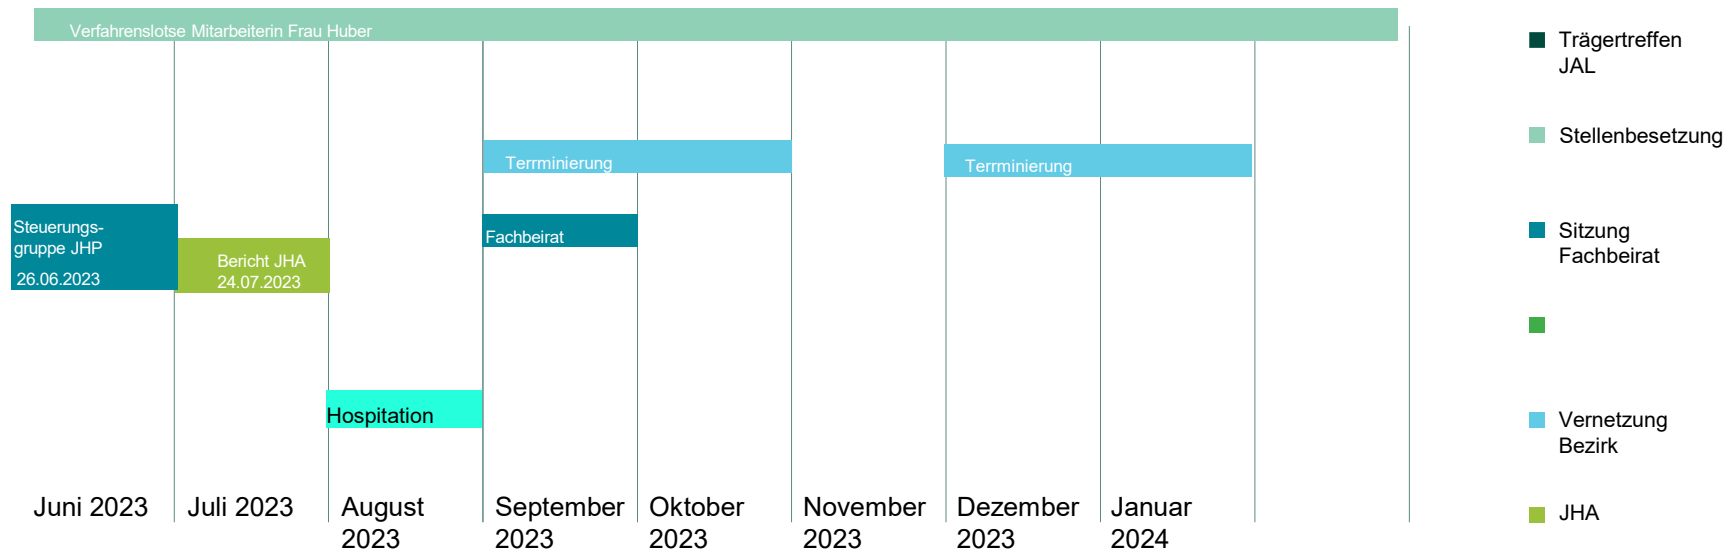 Verfahrenslotse Mitarbeiterin Frau Huber
Terrminierung
Terrminierung
Steuerungs-
gruppe JHP
26.06.2023
Bericht JHA
24.07.2023
Fachbeirat
Hospitation
Juni 2023
Juli 2023
August
2023
September
2023
Oktober
2023
November
2023
Dezember
2023
Januar
2024
Trägertreffen
JAL
Stellenbesetzung
Sitzung
Fachbeirat
Vernetzung
Bezirk
JHA